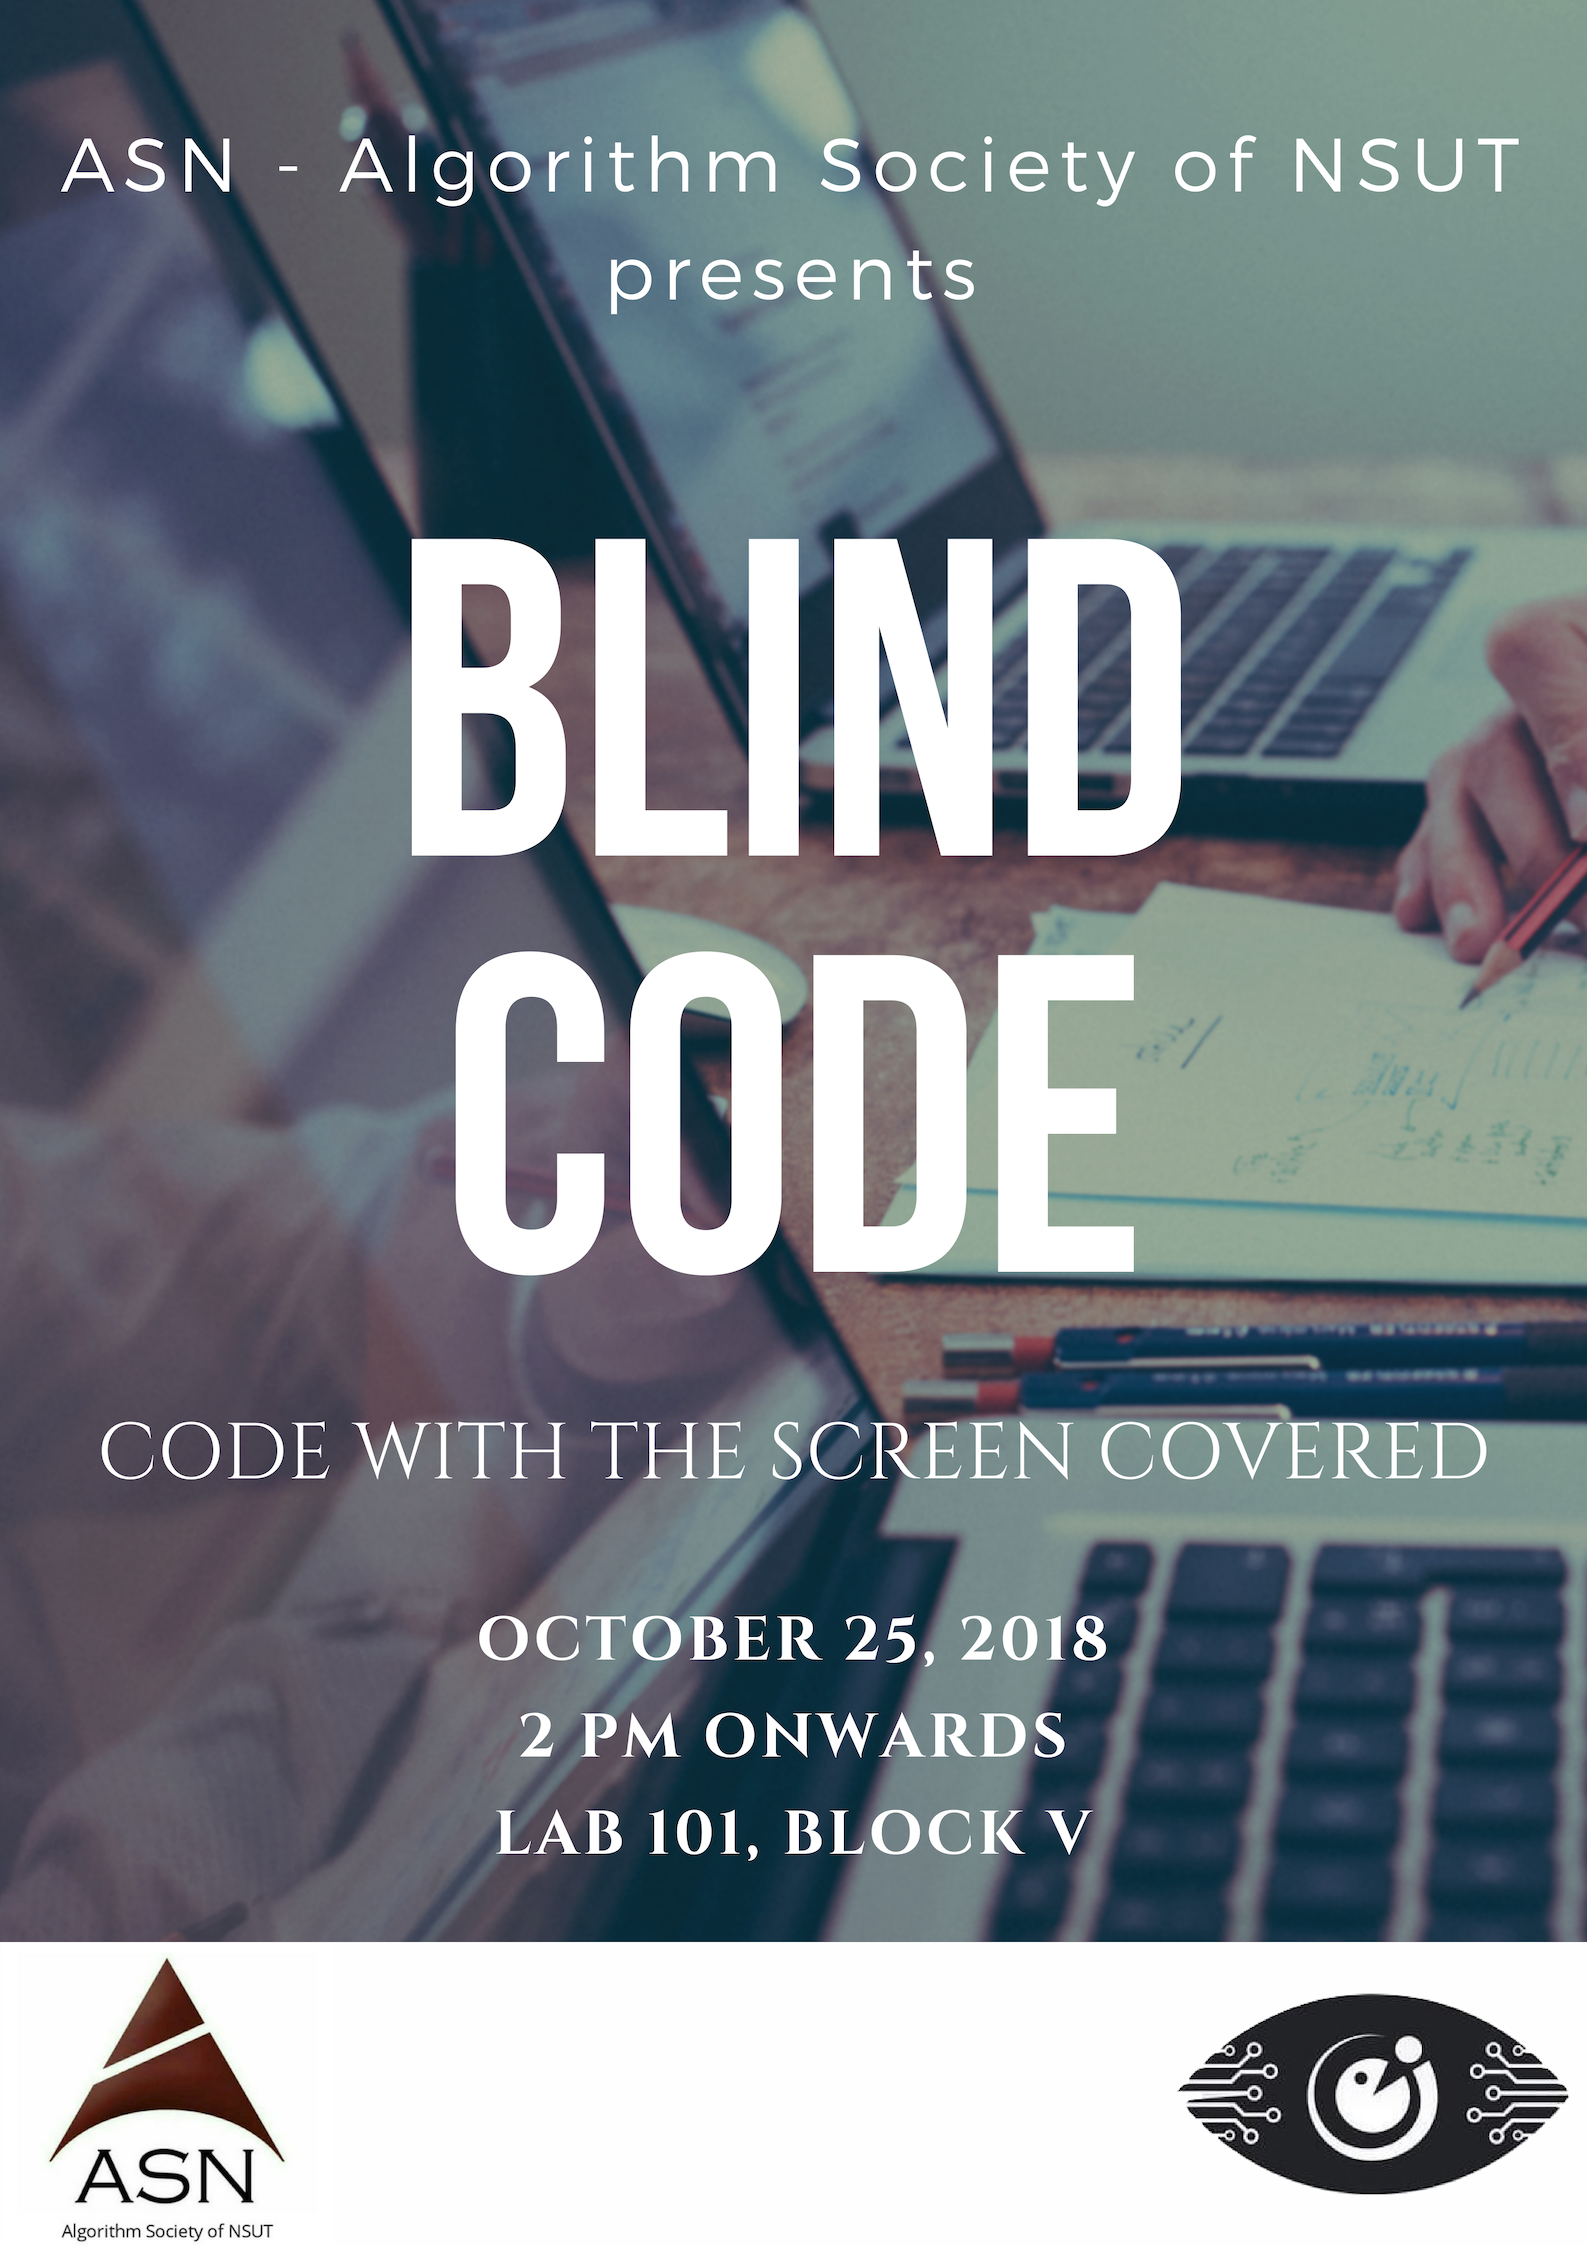 ASN - Algorithm Society of NSUT
presents
BLIND
CODE
CODE WITH THE SCREEN COVERED
OCTOBER 25, 2018
2 PM ONWARDS
LAB 101, BLOCK V
ASN
Algorithm Society of NSUT